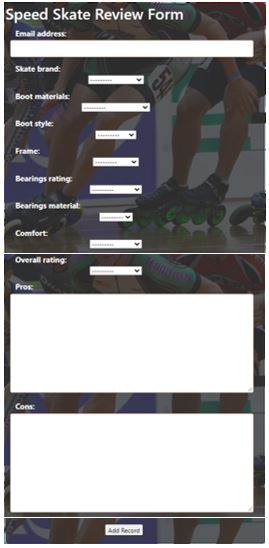 Speed Skate Review Form
Email address:
Skate brand:
---------
Boot materials:
---------
Boot style:
---------
Frame:
---------
Bearings rating:
---------
Bearings material:
---------
Comfort:
---------
Overall rating:
---------
Pros:
Cons:
Add Record